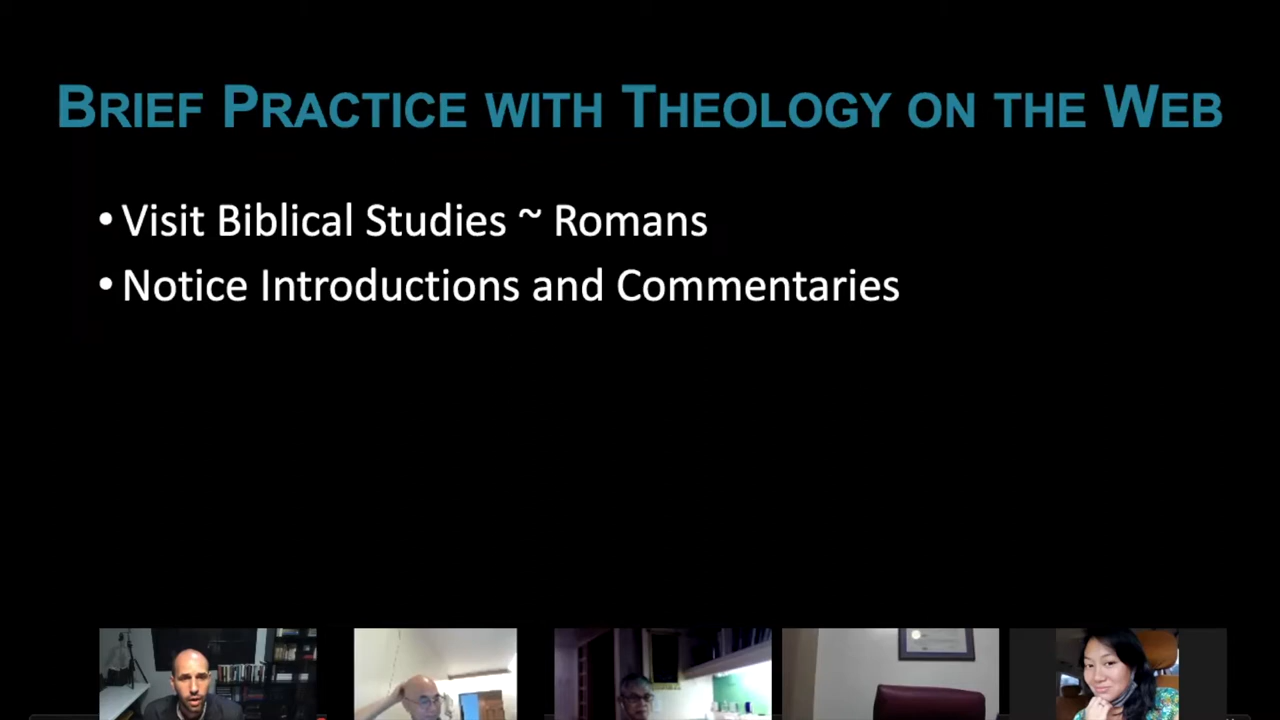 BRIEF PRACTICE WITH THEOLOGY ON THE WEB
• Visit Biblical Studies ~ Romans
• Notice Introductions and Commentaries